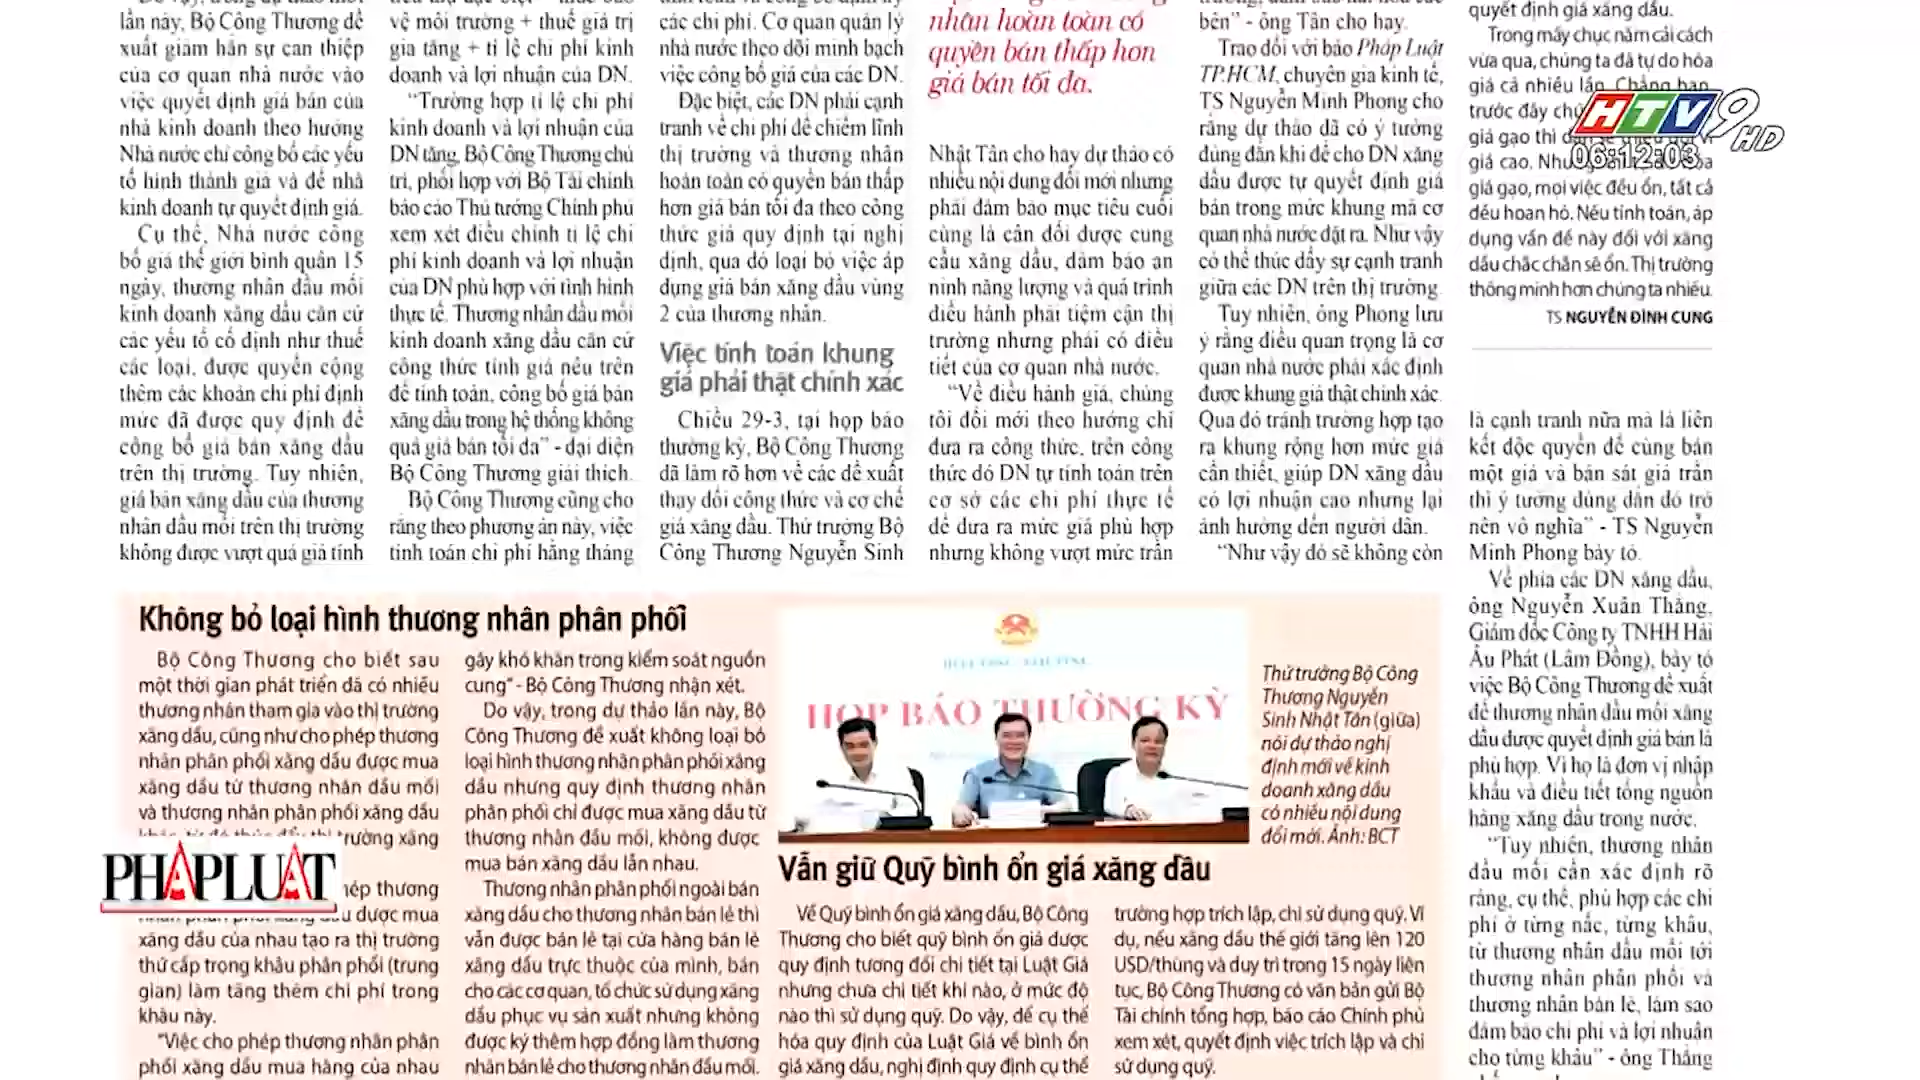 lần này, Bộ Công Thương đề
xuất giảm hẳn sự can thiệp
của cơ quan nhà nước vào
việc quyết định giá bán của
nhà kinh doanh theo hướng
Nhà nước chỉ công bố các yếu
tố hình thành giá và để nhà
kinh doanh tự quyết định giá.
Cụ thể, Nhà nước công
bố giá thế giới bình quân 15
ngày, thương nhân đầu mối
kinh doanh xăng dầu căn cứ
các yếu tố cố định như thuế
các loại, được quyền cộng
thêm các khoản chi phí định
mức đã được quy định để
công bố giá bán xăng dầu
trên thị trường. Tuy nhiên,
giá bán xăng dầu của thương
nhân đầu mối trên thị trường
không được vượt quá giá tính
vệ môi trường + thuế giá trị
gia tăng + tỉ lệ chi phí kinh
doanh và lợi nhuận của DN.
“Trường hợp tỉ lệ chi phí
kinh doanh và lợi nhuận của
DN tăng, Bộ Công Thương chủ
trì, phối hợp với Bộ Tài chính
báo cáo Thủ tướng Chính phủ
xem xét điều chỉnh tỉ lệ chi
phí kinh doanh và lợi nhuận
của DN phù hợp với tình hình
thực tế. Thương nhân đầu mối
kinh doanh xăng dầu căn cứ
công thức tính giá nêu trên
để tính toán, công bố giá bán
xăng dầu trong hệ thống không
quá giá bán tối đa” - đại diện
Bộ Công Thương giải thích.
Bộ Công Thương cũng cho
rằng theo phương án này, việc
tính toán chi phí hằng tháng
các chi phí. Cơ quan quản lý
nhà nước theo dõi minh bạch
việc công bố giá của các DN.
Đặc biệt, các DN phải cạnh
tranh về chi phí để chiếm lĩnh
thị trường và thương nhân
hoàn toàn có quyền bán thấp
hơn giá bán tối đa theo công
thức giá quy định tại nghị
định, qua đó loại bỏ việc áp
dụng giá bán xăng dầu vùng
2 của thương nhân.
Việc tính toán khung
giá phải thật chính xác
Chiều 29-3, tại họp báo
thường kỳ, Bộ Công Thương
đã làm rõ hơn về các đề xuất
thay đổi công thức và cơ chế
giá xăng dầu. Thứ trưởng Bộ
Công Thương Nguyễn Sinh
nhân hoàn toàn có
quyền bán thấp hơn
giá bán tối đa.
Nhật Tân cho hay dự thảo có
nhiều nội dung đổi mới nhưng
phải đảm bảo mục tiêu cuối
cùng là cân đối được cung
cầu xăng dầu, đảm bảo an
ninh năng lượng và quá trình
điều hành phải tiệm cận thị
trường nhưng phải có điều
tiết của cơ quan nhà nước.
“Về điều hành giá, chúng
tôi đổi mới theo hướng chỉ
đưa ra công thức, trên công
thức đó DN tự tính toán trên
cơ sở các chi phí thực tế
để đưa ra mức giá phù hợp
nhưng không vượt mức trần
bên” - ông Tân cho hay.
Trao đổi với báo Pháp Luật
TP.HCM, chuyên gia kinh tế,
TS Nguyễn Minh Phong cho
rằng dự thảo đã có ý tưởng
đúng đắn khi để cho DN xăng
dầu được tự quyết định giá
bán trong mức khung mà cơ
quan nhà nước đặt ra. Như vậy
có thể thúc đẩy sự cạnh tranh
giữa các DN trên thị trường.
Tuy nhiên, ông Phong lưu
ý rằng điều quan trọng là cơ
quan nhà nước phải xác định
được khung giá thật chính xác.
Qua đó tránh trường hợp tạo
ra khung rộng hơn mức giá
cần thiết, giúp DN xăng dầu
có lợi nhuận cao nhưng lại
ảnh hưởng đến người dân.
“Như vậy đó sẽ không còn
quyết định giá xăng dầu.
Trong mấy chục năm cải cách
vừa qua, chúng ta đã tự do hóa
giá cả nhiều lần. Chẳng hạn,
trước đây
giá gạo thì
giá cao.
giá gạo, mọi việc đều ổn, tất cả
đều hoan hô. Nếu tính toán, áp
dụng vấn đề này đối với xăng
dầu chắc chắn sẽ ổn. Thị trường
thông minh hơn chúng ta nhiều.
TS NGUYỄN ĐÌNH CUNG
là cạnh tranh nữa mà là liên
kết độc quyền để cùng bán
một giá và bán sát giá trần
thì ý tưởng đúng đắn đó trở
nên vô nghĩa” - TS Nguyễn
Minh Phong bày tỏ.
Về phía các DN xăng dầu,
ông Nguyễn Xuân Thắng,
Giám đốc Công ty TNHH Hải
Âu Phát (Lâm Đồng), bày tỏ
việc Bộ Công Thương đề xuất
để thương nhân đầu mối xăng
dầu được quyết định giá bán là
phù hợp. Vì họ là đơn vị nhập
khẩu và điều tiết tổng nguồn
hàng xăng dầu trong nước.
“Tuy nhiên, thương nhân
đầu mối cần xác định rõ
ràng, cụ thể, phù hợp các chi
phí ở từng nấc, từng khâu,
từ thương nhân đầu mối tới
thương nhân phân phối và
thương nhân bán lẻ, làm sao
đảm bảo chi phí và lợi nhuận
cho từng khâu” - ông Thắng
HTV9 HD
06:12:03
Không bỏ loại hình thương nhân phân phối
Bộ Công Thương cho biết sau
một thời gian phát triển đã có nhiều
thương nhân tham gia vào thị trường
xăng dầu, cũng như cho phép thương
nhân phân phối xăng dầu được mua
xăng dầu từ thương nhân đầu mối
và thương nhân phân phối xăng dầu
trường xăng
thương
được mua
xăng dầu của nhau tạo ra thị trường
thứ cấp trong khâu phân phối (trung
gian) làm tăng thêm chi phí trong
khâu này.
“Việc cho phép thương nhân phân
phối xăng dầu mua hàng của nhau
gây khó khăn trong kiểm soát nguồn
cung” - Bộ Công Thương nhận xét.
Do vậy, trong dự thảo lần này, Bộ
Công Thương đề xuất không loại bỏ
loại hình thương nhân phân phối xăng
dầu nhưng quy định thương nhân
phân phối chỉ được mua xăng dầu từ
thương nhân đầu mối, không được
mua bán xăng dầu lẫn nhau.
Thương nhân phân phối ngoài bán
xăng dầu cho thương nhân bán lẻ thì
vẫn được bán lẻ tại cửa hàng bán lẻ
xăng dầu trực thuộc của mình, bán
cho các cơ quan, tổ chức sử dụng xăng
dầu phục vụ sản xuất nhưng không
được ký thêm hợp đồng làm thương
nhân bán lẻ cho thương nhân đầu mối.
HỌP BÁO THƯỜNG KỲ
Thứ trưởng Bộ Công
Thương Nguyễn
Sinh Nhật Tân (giữa)
nói dự thảo nghị
định mới về kinh
doanh xăng dầu
có nhiều nội dung
đổi mới. Ảnh: BCT
Vẫn giữ Quỹ bình ổn giá xăng dầu
Về Quỹ bình ổn giá xăng dầu, Bộ Công
Thương cho biết quỹ bình ổn giá được
quy định tương đối chi tiết tại Luật Giá
nhưng chưa chi tiết khi nào, ở mức độ
nào thì sử dụng quỹ. Do vậy, để cụ thể
hóa quy định của Luật Giá về bình ổn
giá xăng dầu, nghị định quy định cụ thể
trường hợp trích lập, chi sử dụng quỹ. Ví
dụ, nếu xăng dầu thế giới tăng lên 120
USD/thùng và duy trì trong 15 ngày liên
tục, Bộ Công Thương có văn bản gửi Bộ
Tài chính tổng hợp, báo cáo Chính phủ
xem xét, quyết định việc trích lập và chi
sử dụng quỹ.
PHÁP LUẬT